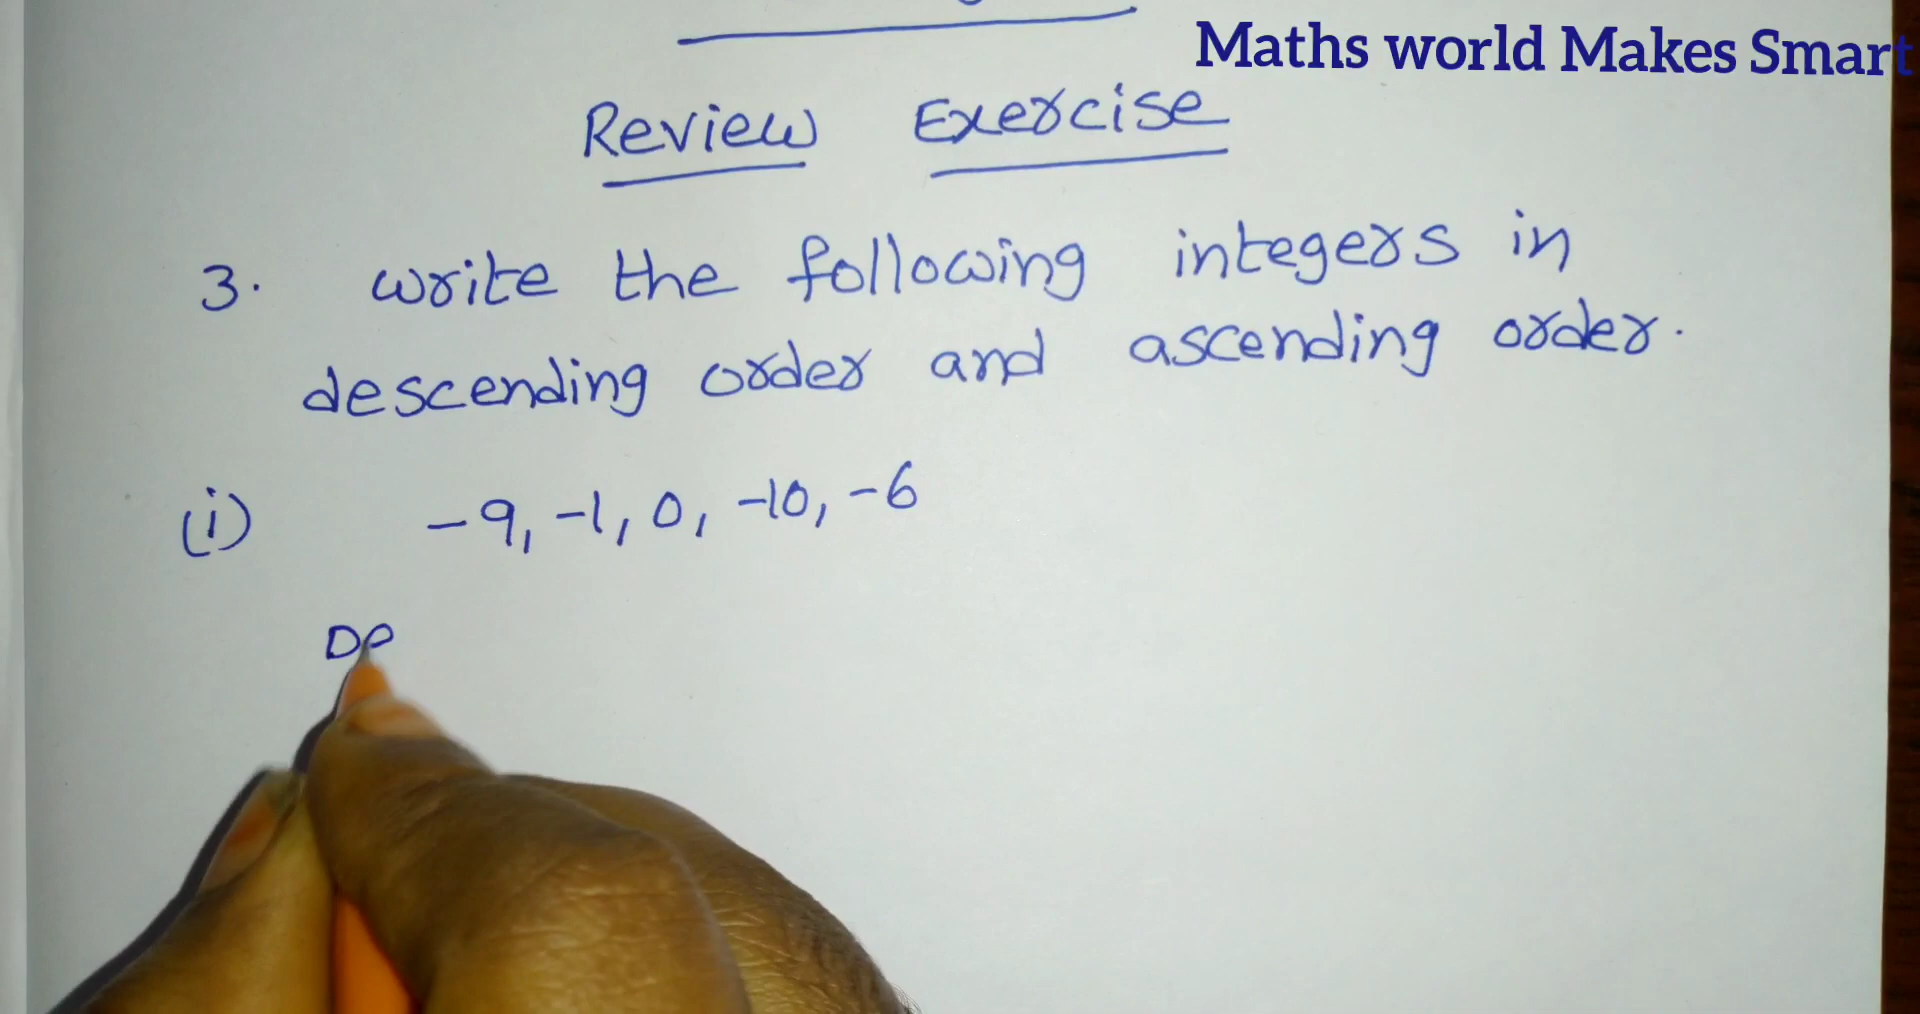 Maths world Makes Smart
Review Exercise
3. write the following integers in
descending order and ascending order.
(i) -9, -1, 0, -10, -6
De